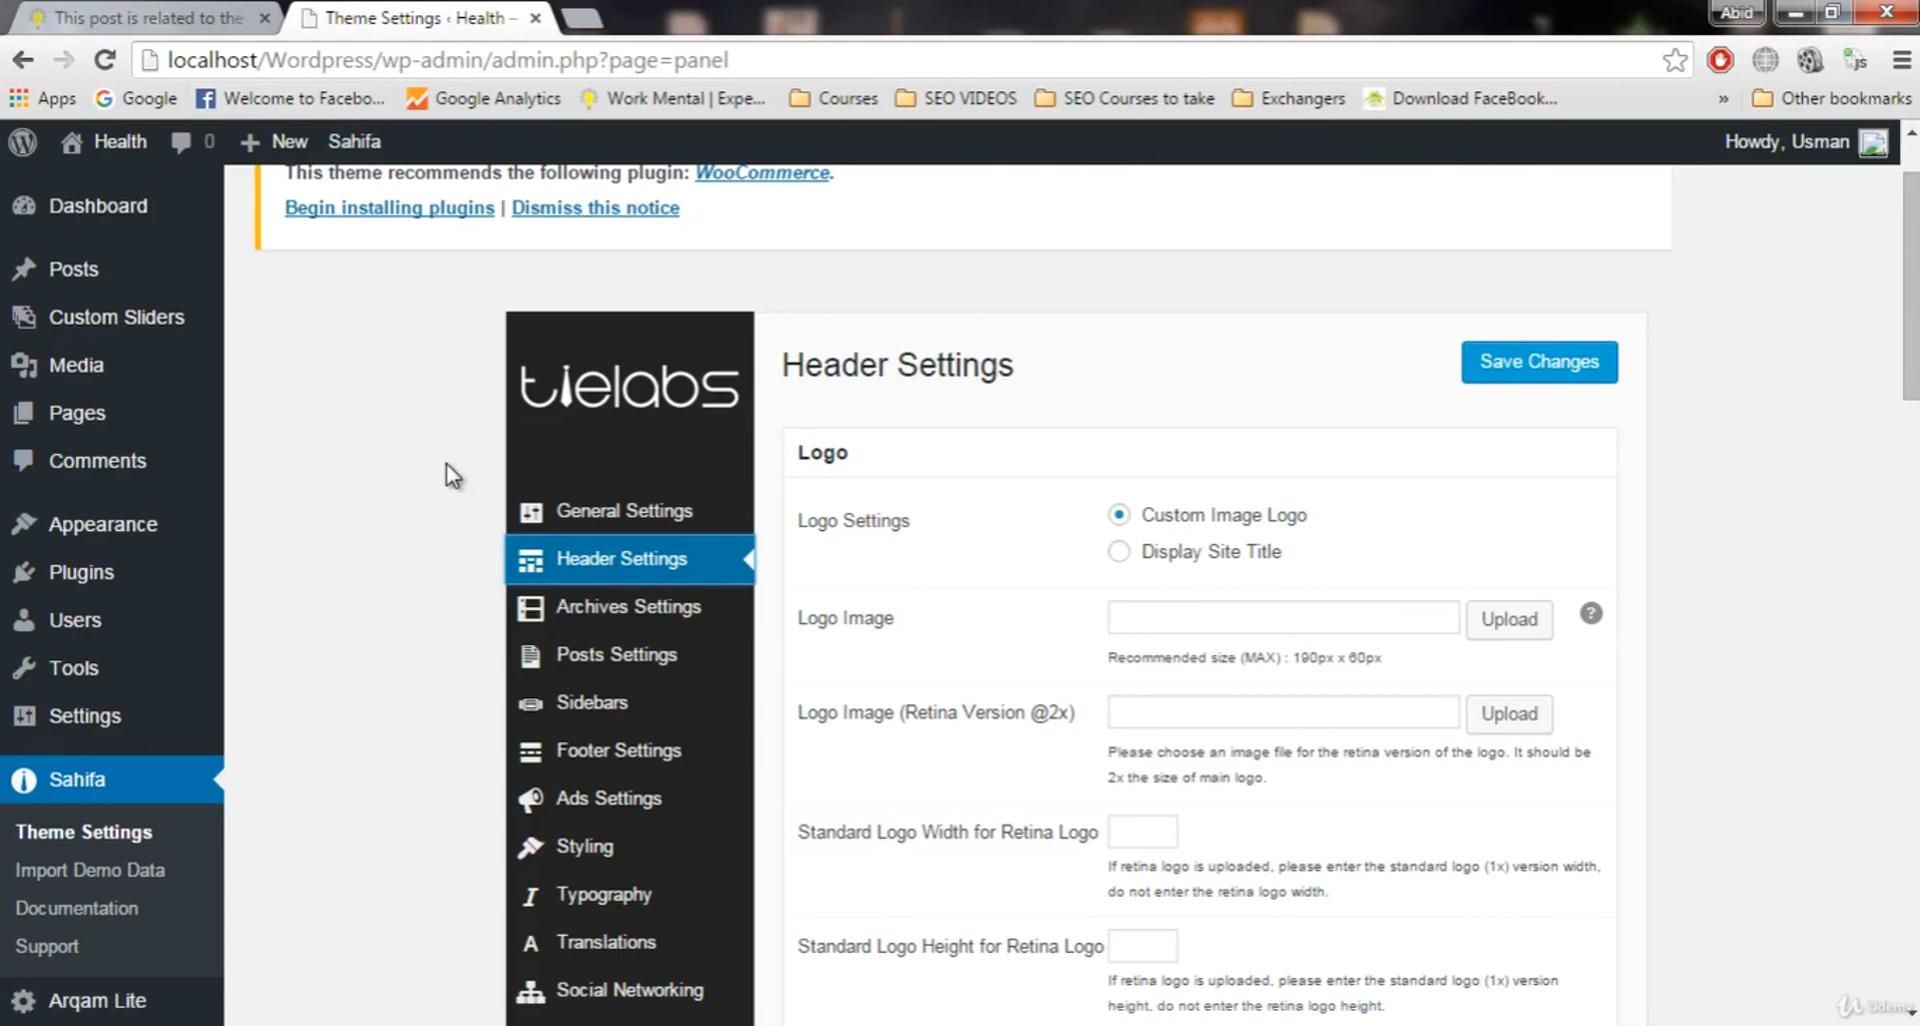 This post is related to the
Theme Settings ‹ Health –
Abid
localhost/Wordpress/wp-admin/admin.php?page=panel
js
Apps
Google
Welcome to Facebo...
Google Analytics
Work Mental | Expe...
Courses
SEO VIDEOS
SEO Courses to take
Exchangers
Download FaceBook...
»
Other bookmarks
Health
0
New
Sahifa
Howdy, Usman
This theme recommends the following plugin: WooCommerce.
Begin installing plugins | Dismiss this notice
Dashboard
Posts
Custom Sliders
Media
Pages
Comments
Appearance
Plugins
Users
Tools
Settings
Sahifa
Theme Settings
Import Demo Data
Documentation
Support
Arqam Lite
tielabs
General Settings
Header Settings
Archives Settings
Posts Settings
Sidebars
Footer Settings
Ads Settings
Styling
Typography
Translations
Social Networking
Header Settings
Save Changes
Logo
Logo Settings
Custom Image Logo
Display Site Title
Logo Image
Upload
?
Recommended size (MAX) : 190px x 60px
Logo Image (Retina Version @2x)
Upload
Please choose an image file for the retina version of the logo. It should be
2x the size of main logo.
Standard Logo Width for Retina Logo
If retina logo is uploaded, please enter the standard logo (1x) version width,
do not enter the retina logo width.
Standard Logo Height for Retina Logo
If retina logo is uploaded, please enter the standard logo (1x) version
height, do not enter the retina logo height.
Udemy